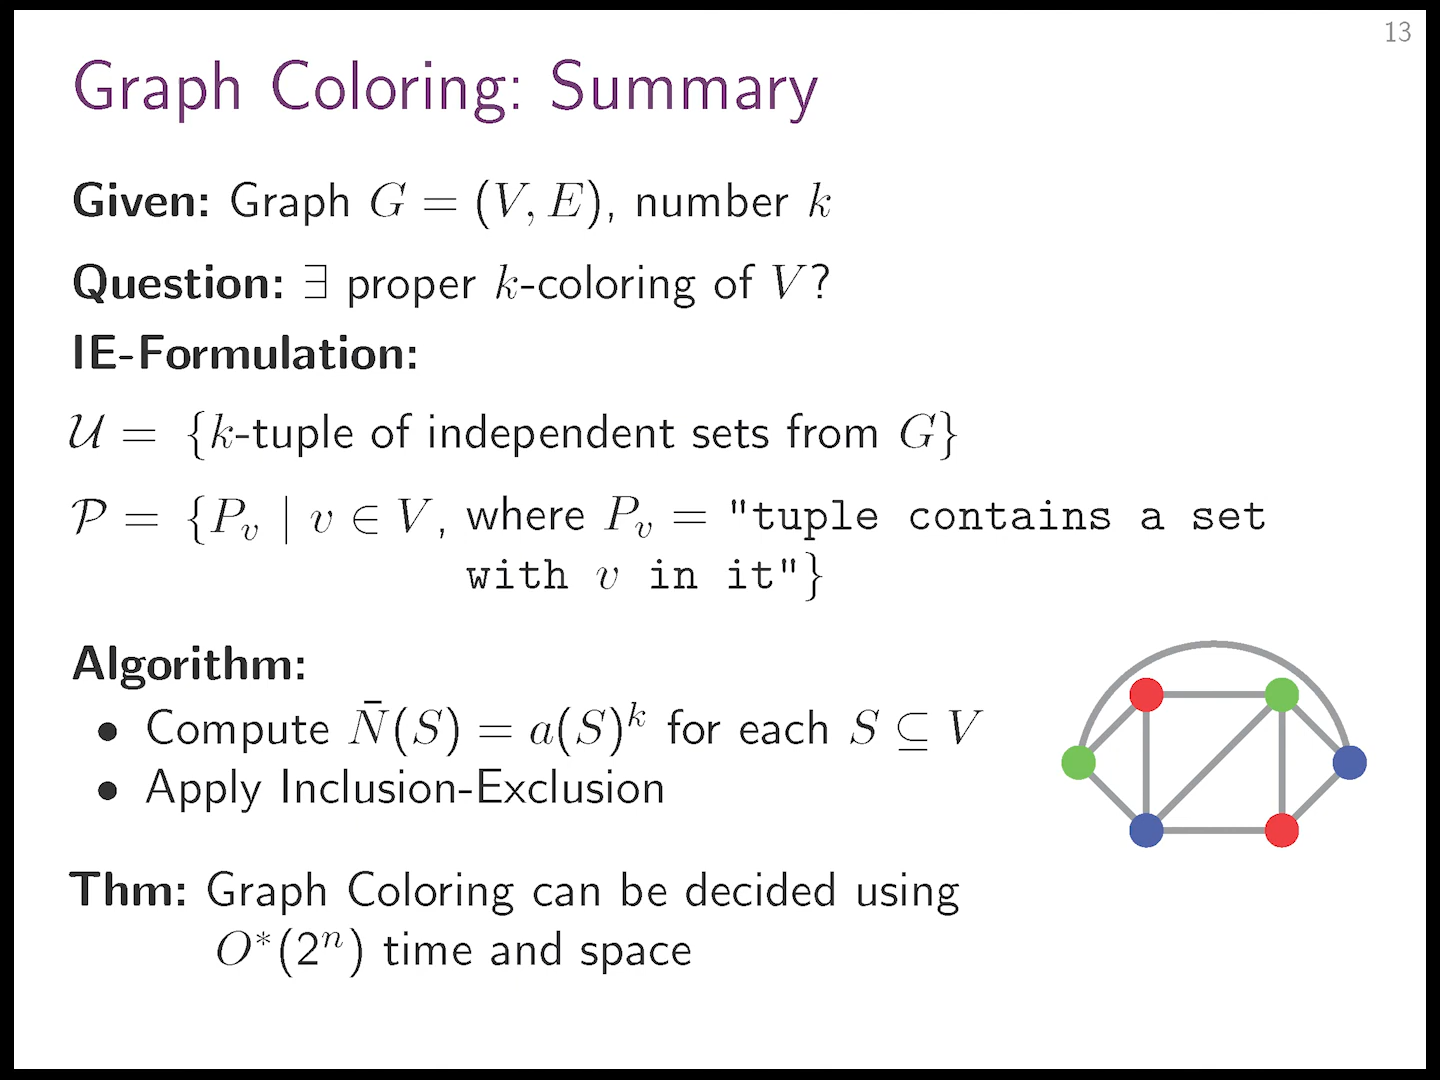 13
Graph Coloring: Summary
Given: Graph G = (V, E), number k
Question: ∃ proper k-coloring of V?
IE-Formulation:
𝒰 = {k-tuple of independent sets from G}
𝒫 = {P_v | v ∈ V, where P_v = "tuple contains a set
with v in it"}
Algorithm:
• Compute N̄(S) = a(S)^k for each S ⊆ V
• Apply Inclusion-Exclusion
Thm: Graph Coloring can be decided using
O*(2^n) time and space